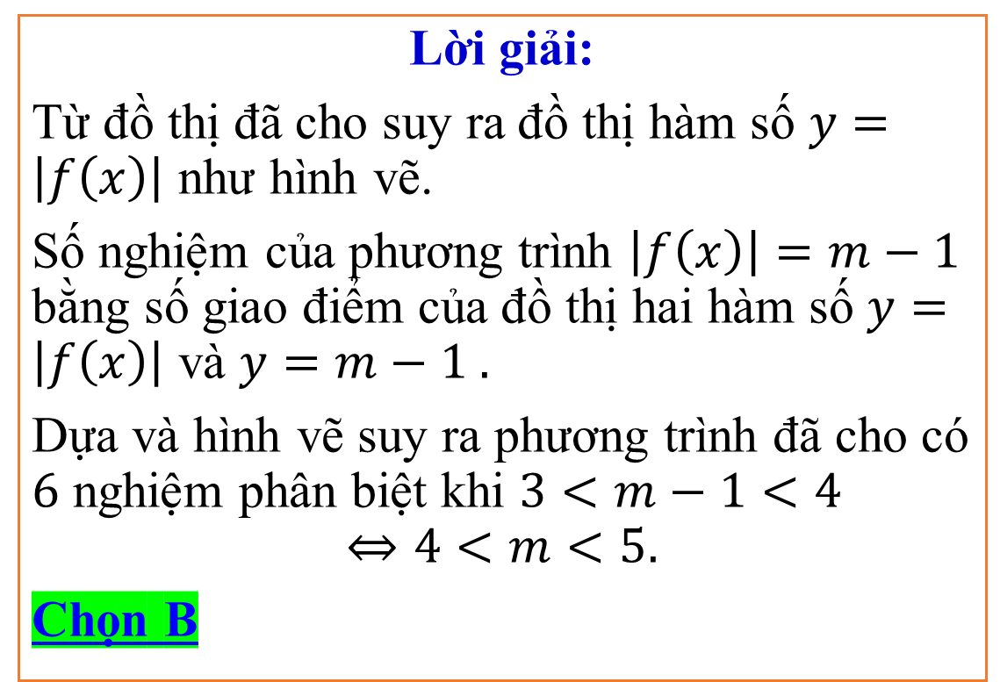 Lời giải:
Từ đồ thị đã cho suy ra đồ thị hàm số y =
|f(x)| như hình vẽ.
Số nghiệm của phương trình |f(x)| = m − 1
bằng số giao điểm của đồ thị hai hàm số y =
|f(x)| và y = m − 1 .
Dựa và hình vẽ suy ra phương trình đã cho có
6 nghiệm phân biệt khi 3 < m − 1 < 4
⇔ 4 < m < 5.
Chọn B